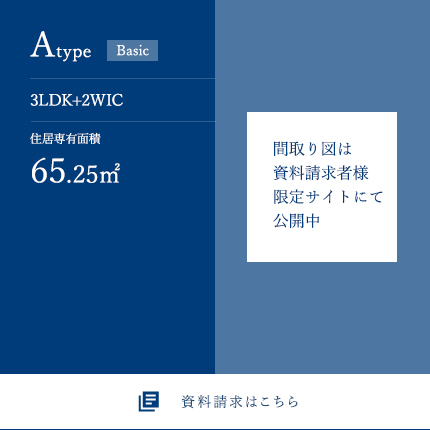 Atype Basic
3LDK+2WIC
住居専有面積
65.25㎡
間取り図は
資料請求者様
限定サイトにて
公開中
資料請求はこちら